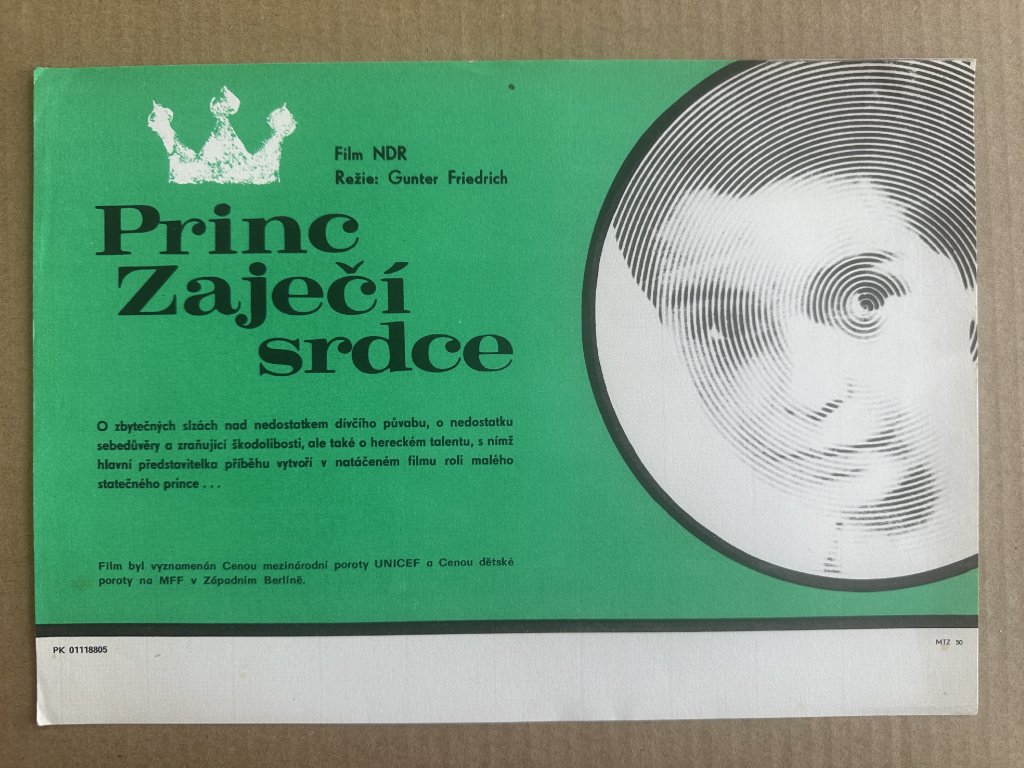 Film NDR
Režie: Gunter Friedrich
Princ
Zaječí
srdce
O zbytečných slzách nad nedostatkem dívčího půvabu, o nedostatku
sebedůvěry a zraňující škodolibosti, ale také o hereckém talentu, s nímž
hlavní představitelka příběhu vytvoří v natáčeném filmu roli malého
statečného prince . . .
Film byl vyznamenán Cenou mezinárodní poroty UNICEF a Cenou dětské
poroty na MFF v Západním Berlíně.
PK 01118805
MTZ 50